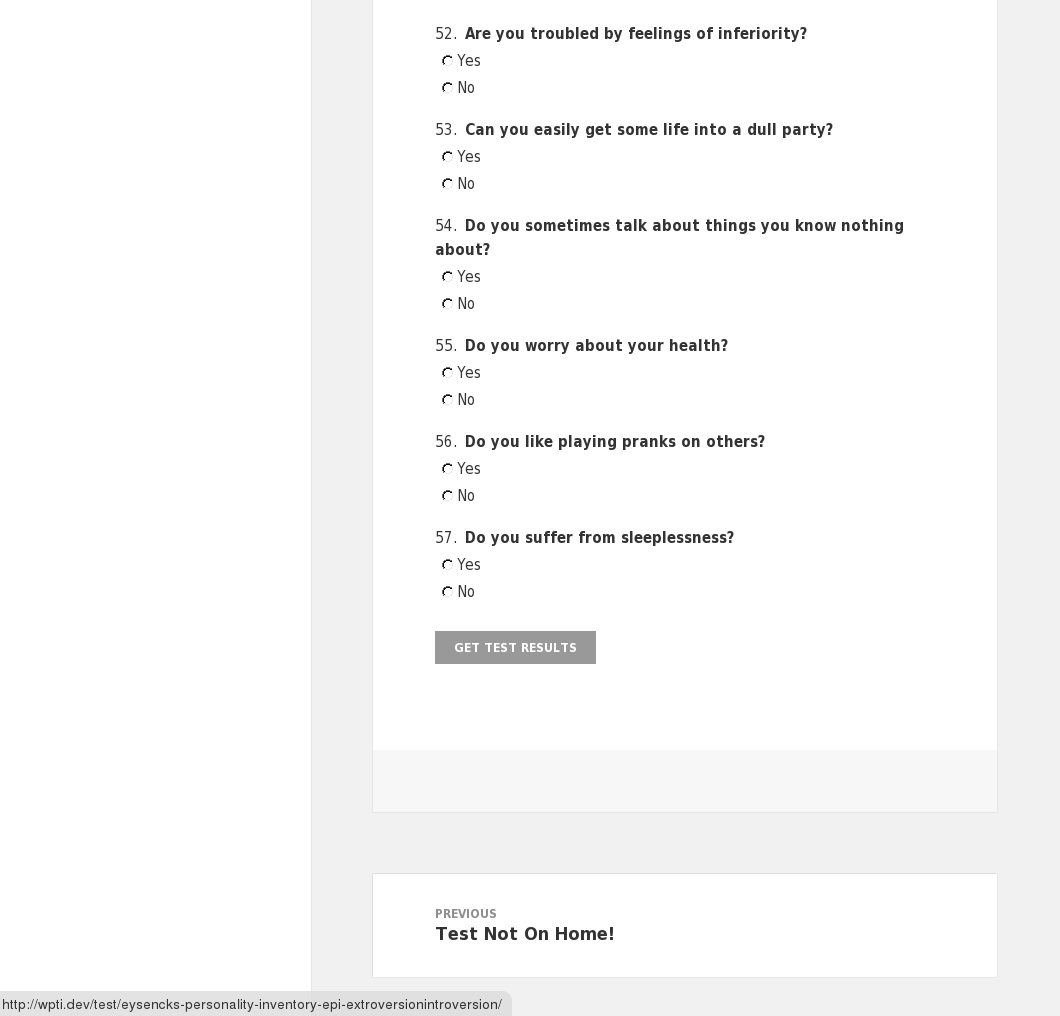 52. Are you troubled by feelings of inferiority?
Yes
No
53. Can you easily get some life into a dull party?
Yes
No
54. Do you sometimes talk about things you know nothing
about?
Yes
No
55. Do you worry about your health?
Yes
No
56. Do you like playing pranks on others?
Yes
No
57. Do you suffer from sleeplessness?
Yes
No
GET TEST RESULTS
PREVIOUS
Test Not On Home!
http://wpti.dev/test/eysencks-personality-inventory-epi-extroversionintroversion/